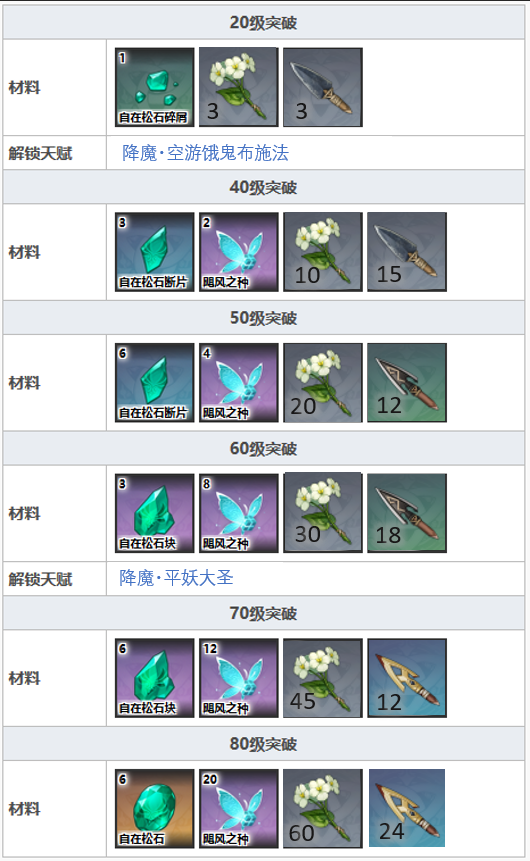 20级突破
材料
1
自在松石碎屑
3
3
解锁天赋
降魔·空游饿鬼布施法
40级突破
材料
3
自在松石断片
2
飓风之种
10
15
50级突破
材料
6
自在松石断片
4
飓风之种
20
12
60级突破
材料
3
自在松石块
8
飓风之种
30
18
解锁天赋
降魔·平妖大圣
70级突破
材料
6
自在松石块
12
飓风之种
45
12
80级突破
材料
6
自在松石
20
飓风之种
60
24